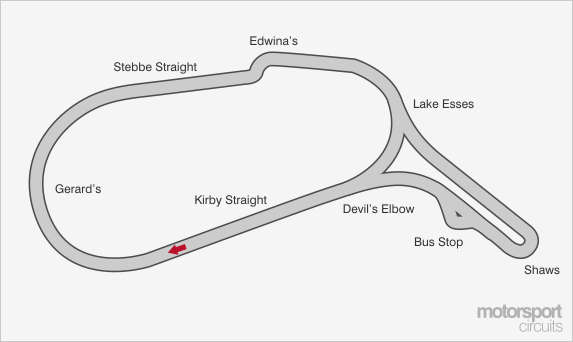 Edwina's
Stebbe Straight
Lake Esses
Gerard's
Kirby Straight
Devil's Elbow
Bus Stop
Shaws
motorsport
circuits